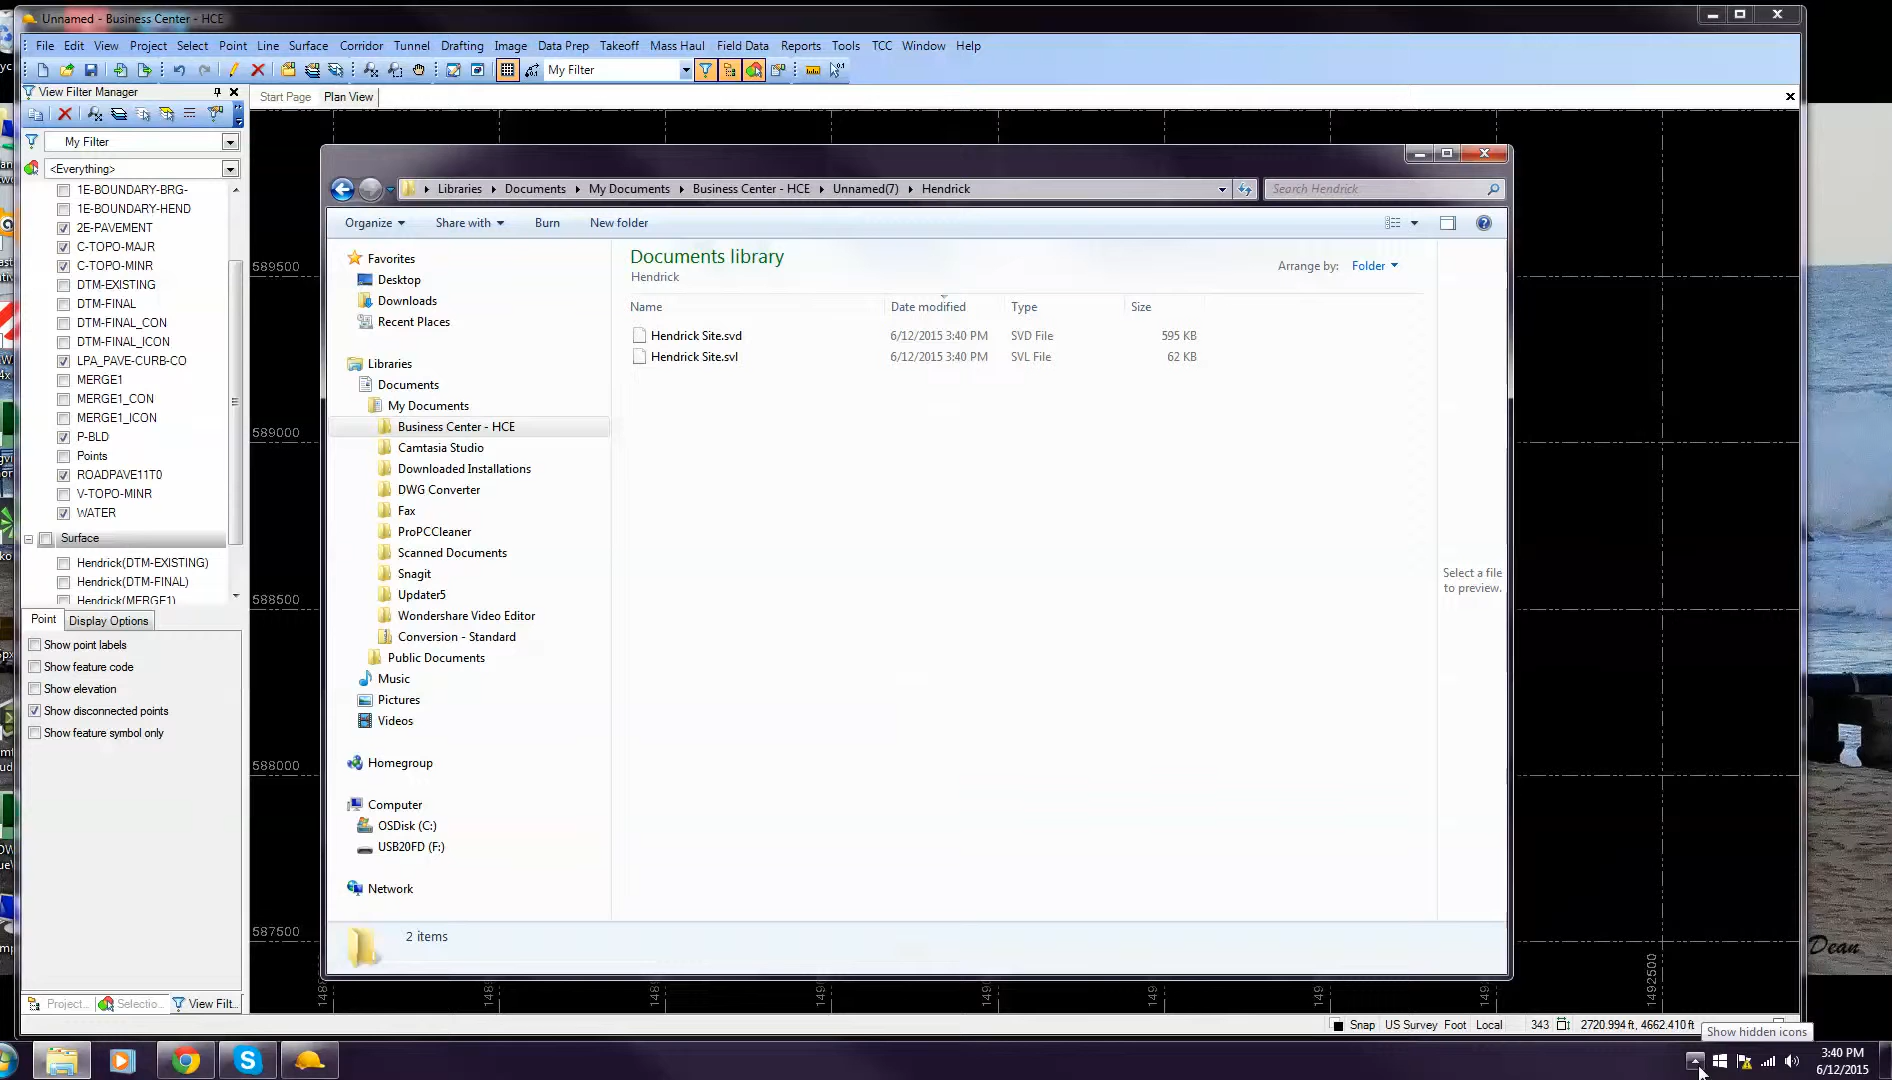 Unnamed - Business Center - HCE
File Edit View Project Select Point Line Surface Corridor Tunnel Drafting Image Data Prep Takeoff Mass Haul Field Data Reports Tools TCC Window Help
My Filter
View Filter Manager
Start Page Plan View
My Filter
<Everything>
1E-BOUNDARY-BRG-
1E-BOUNDARY-HEND
2E-PAVEMENT
C-TOPO-MAJR
C-TOPO-MINR
DTM-EXISTING
DTM-FINAL
DTM-FINAL_CON
DTM-FINAL_ICON
LPA_PAVE-CURB-CO
MERGE1
MERGE1_CON
MERGE1_ICON
P-BLD
Points
ROADPAVE11T0
V-TOPO-MINR
WATER
Surface
Hendrick(DTM-EXISTING)
Hendrick(DTM-FINAL)
Hendrick(MERGE1)
Point Display Options
Show point labels
Show feature code
Show elevation
Show disconnected points
Show feature symbol only
Project... Selectio... View Filt...
589500
589000
588500
588000
587500
1492500
Libraries Documents My Documents Business Center - HCE Unnamed(7) Hendrick
Search Hendrick
Organize Share with Burn New folder
Favorites
Desktop
Downloads
Recent Places
Libraries
Documents
My Documents
Business Center - HCE
Camtasia Studio
Downloaded Installations
DWG Converter
Fax
ProPCCleaner
Scanned Documents
Snagit
Updater5
Wondershare Video Editor
Conversion - Standard
Public Documents
Music
Pictures
Videos
Homegroup
Computer
OSDisk (C:)
USB20FD (F:)
Network
Documents library
Hendrick
Arrange by: Folder
Name Date modified Type Size
Hendrick Site.svd 6/12/2015 3:40 PM SVD File 595 KB
Hendrick Site.svl 6/12/2015 3:40 PM SVL File 62 KB
Select a file
to preview.
2 items
Dean
Snap US Survey Foot Local 343 2720.994 ft, 4662.410 ft
Show hidden icons
3:40 PM
6/12/2015